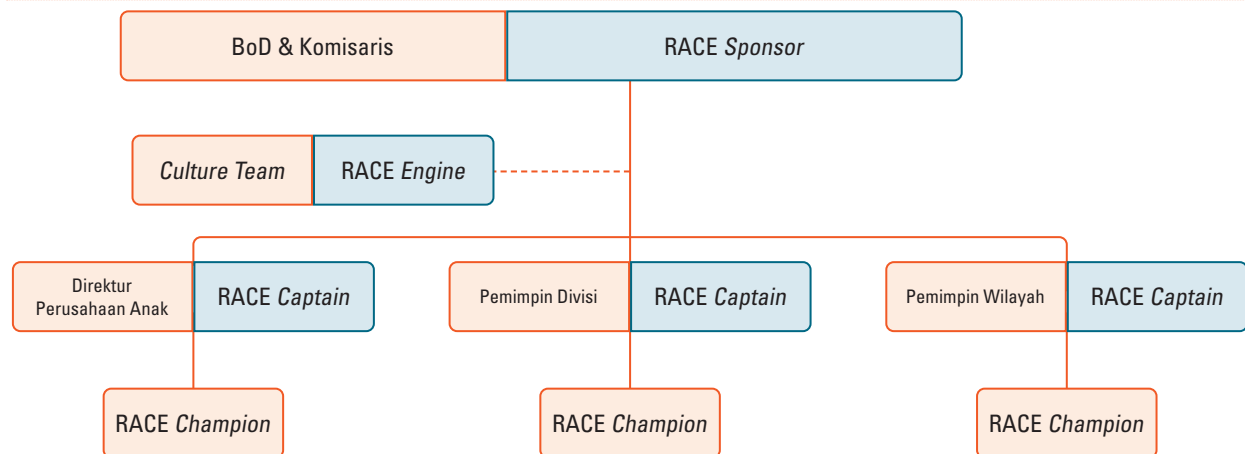 BoD & Komisaris
RACE Sponsor
Culture Team
RACE Engine
Direktur
Perusahaan Anak
RACE Captain
Pemimpin Divisi
RACE Captain
Pemimpin Wilayah
RACE Captain
RACE Champion
RACE Champion
RACE Champion